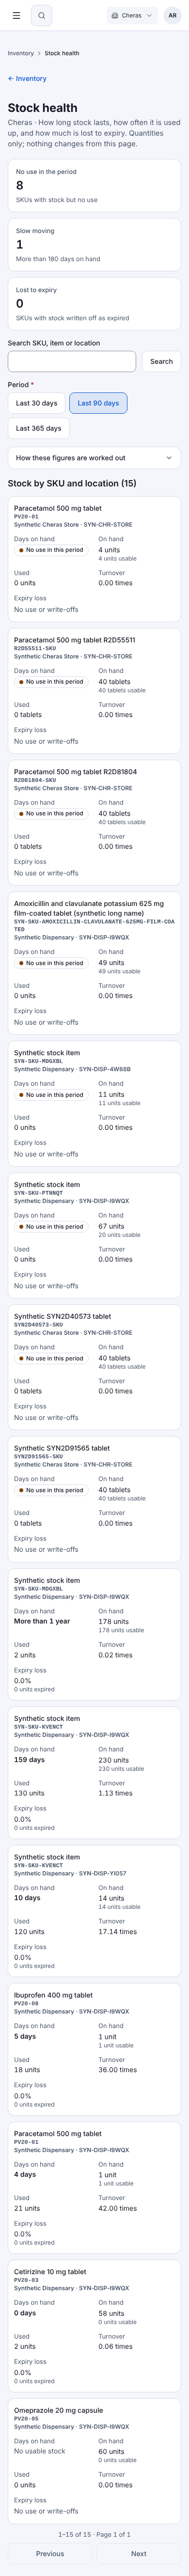 Cheras
AR
Inventory > Stock health
← Inventory
Stock health
Cheras · How long stock lasts, how often it is used
up, and how much is lost to expiry. Quantities
only; nothing changes from this page.
No use in the period
8
SKUs with stock but no use
Slow moving
1
More than 180 days on hand
Lost to expiry
0
SKUs with stock written off as expired
Search SKU, item or location
Search
Period *
Last 30 days
Last 90 days
Last 365 days
How these figures are worked out
Stock by SKU and location (15)
Paracetamol 500 mg tablet
PV20-01
Synthetic Cheras Store · SYN-CHR-STORE
Days on hand
On hand
No use in this period
4 units
4 units usable
Used
Turnover
0 units
0.00 times
Expiry loss
No use or write-offs
Paracetamol 500 mg tablet R2D55511
R2D55511-SKU
Synthetic Cheras Store · SYN-CHR-STORE
Days on hand
On hand
No use in this period
40 tablets
40 tablets usable
Used
Turnover
0 tablets
0.00 times
Expiry loss
No use or write-offs
Paracetamol 500 mg tablet R2D81804
R2D81804-SKU
Synthetic Cheras Store · SYN-CHR-STORE
Days on hand
On hand
No use in this period
40 tablets
40 tablets usable
Used
Turnover
0 tablets
0.00 times
Expiry loss
No use or write-offs
Amoxicillin and clavulanate potassium 625 mg
film-coated tablet (synthetic long name)
SYN-SKU-AMOXICILLIN-CLAVULANATE-625MG-FILM-COA
TED
Synthetic Dispensary · SYN-DISP-I9WQX
Days on hand
On hand
No use in this period
49 units
49 units usable
Used
Turnover
0 units
0.00 times
Expiry loss
No use or write-offs
Synthetic stock item
SYN-SKU-MDGXBL
Synthetic Dispensary · SYN-DISP-4W68B
Days on hand
On hand
No use in this period
11 units
11 units usable
Used
Turnover
0 units
0.00 times
Expiry loss
No use or write-offs
Synthetic stock item
SYN-SKU-PTNNQT
Synthetic Dispensary · SYN-DISP-I9WQX
Days on hand
On hand
No use in this period
67 units
20 units usable
Used
Turnover
0 units
0.00 times
Expiry loss
No use or write-offs
Synthetic SYN2D40573 tablet
SYN2D40573-SKU
Synthetic Cheras Store · SYN-CHR-STORE
Days on hand
On hand
No use in this period
40 tablets
40 tablets usable
Used
Turnover
0 tablets
0.00 times
Expiry loss
No use or write-offs
Synthetic SYN2D91565 tablet
SYN2D91565-SKU
Synthetic Cheras Store · SYN-CHR-STORE
Days on hand
On hand
No use in this period
40 tablets
40 tablets usable
Used
Turnover
0 tablets
0.00 times
Expiry loss
No use or write-offs
Synthetic stock item
SYN-SKU-MDGXBL
Synthetic Dispensary · SYN-DISP-I9WQX
Days on hand
On hand
More than 1 year
178 units
178 units usable
Used
Turnover
2 units
0.02 times
Expiry loss
0.0%
0 units expired
Synthetic stock item
SYN-SKU-KVENCT
Synthetic Dispensary · SYN-DISP-I9WQX
Days on hand
On hand
159 days
230 units
230 units usable
Used
Turnover
130 units
1.13 times
Expiry loss
0.0%
0 units expired
Synthetic stock item
SYN-SKU-KVENCT
Synthetic Dispensary · SYN-DISP-YI057
Days on hand
On hand
10 days
14 units
14 units usable
Used
Turnover
120 units
17.14 times
Expiry loss
0.0%
0 units expired
Ibuprofen 400 mg tablet
PV20-08
Synthetic Dispensary · SYN-DISP-I9WQX
Days on hand
On hand
5 days
1 unit
1 unit usable
Used
Turnover
18 units
36.00 times
Expiry loss
0.0%
0 units expired
Paracetamol 500 mg tablet
PV20-01
Synthetic Dispensary · SYN-DISP-I9WQX
Days on hand
On hand
4 days
1 unit
1 unit usable
Used
Turnover
21 units
42.00 times
Expiry loss
0.0%
0 units expired
Cetirizine 10 mg tablet
PV20-03
Synthetic Dispensary · SYN-DISP-I9WQX
Days on hand
On hand
0 days
58 units
0 units usable
Used
Turnover
2 units
0.06 times
Expiry loss
0.0%
0 units expired
Omeprazole 20 mg capsule
PV20-05
Synthetic Dispensary · SYN-DISP-I9WQX
Days on hand
On hand
No usable stock
60 units
0 units usable
Used
Turnover
0 units
0.00 times
Expiry loss
No use or write-offs
1–15 of 15 · Page 1 of 1
Previous
Next